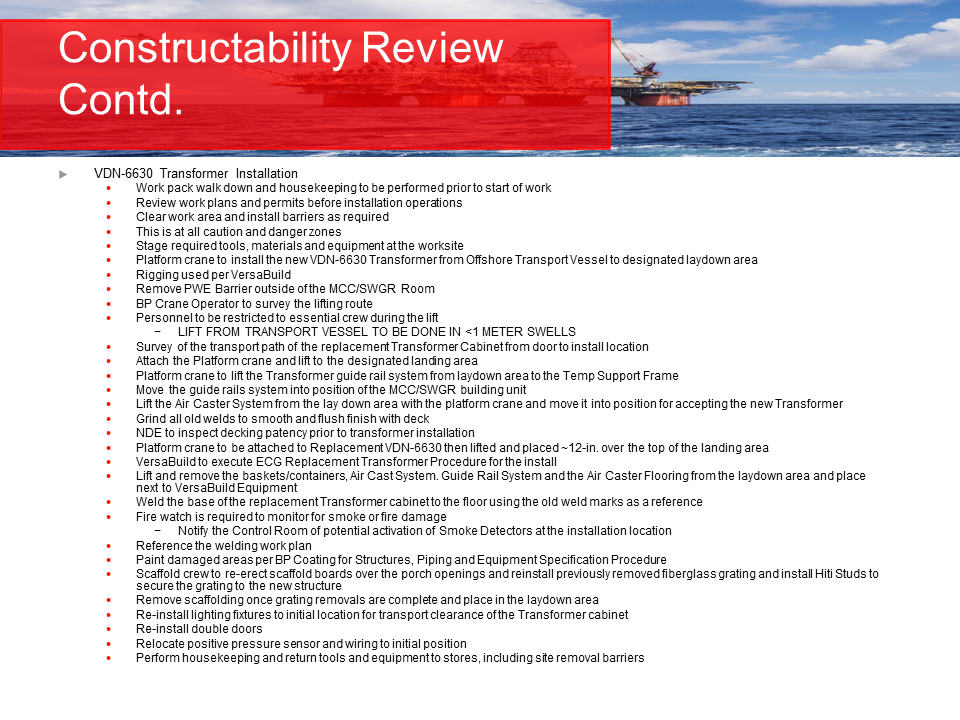 Constructability Review
Contd.
▶ VDN-6630 Transformer Installation
• Work pack walk down and housekeeping to be performed prior to start of work
• Review work plans and permits before installation operations
• Clear work area and install barriers as required
• This is at all caution and danger zones
• Stage required tools, materials and equipment at the worksite
• Platform crane to install the new VDN-6630 Transformer from Offshore Transport Vessel to designated laydown area
• Rigging used per VersaBuild
• Remove PWE Barrier outside of the MCC/SWGR Room
• BP Crane Operator to survey the lifting route
• Personnel to be restricted to essential crew during the lift
− LIFT FROM TRANSPORT VESSEL TO BE DONE IN <1 METER SWELLS
• Survey of the transport path of the replacement Transformer Cabinet from door to install location
• Attach the Platform crane and lift to the designated landing area
• Platform crane to lift the Transformer guide rail system from laydown area to the Temp Support Frame
• Move the guide rails system into position of the MCC/SWGR building unit
• Lift the Air Caster System from the lay down area with the platform crane and move it into position for accepting the new Transformer
• Grind all old welds to smooth and flush finish with deck
• NDE to inspect decking patency prior to transformer installation
• Platform crane to be attached to Replacement VDN-6630 then lifted and placed ~12-in. over the top of the landing area
• VersaBuild to execute ECG Replacement Transformer Procedure for the install
• Lift and remove the baskets/containers, Air Cast System. Guide Rail System and the Air Caster Flooring from the laydown area and place
next to VersaBuild Equipment
• Weld the base of the replacement Transformer cabinet to the floor using the old weld marks as a reference
• Fire watch is required to monitor for smoke or fire damage
− Notify the Control Room of potential activation of Smoke Detectors at the installation location
• Reference the welding work plan
• Paint damaged areas per BP Coating for Structures, Piping and Equipment Specification Procedure
• Scaffold crew to re-erect scaffold boards over the porch openings and reinstall previously removed fiberglass grating and install Hiti Studs to
secure the grating to the new structure
• Remove scaffolding once grating removals are complete and place in the laydown area
• Re-install lighting fixtures to initial location for transport clearance of the Transformer cabinet
• Re-install double doors
• Relocate positive pressure sensor and wiring to initial position
• Perform housekeeping and return tools and equipment to stores, including site removal barriers